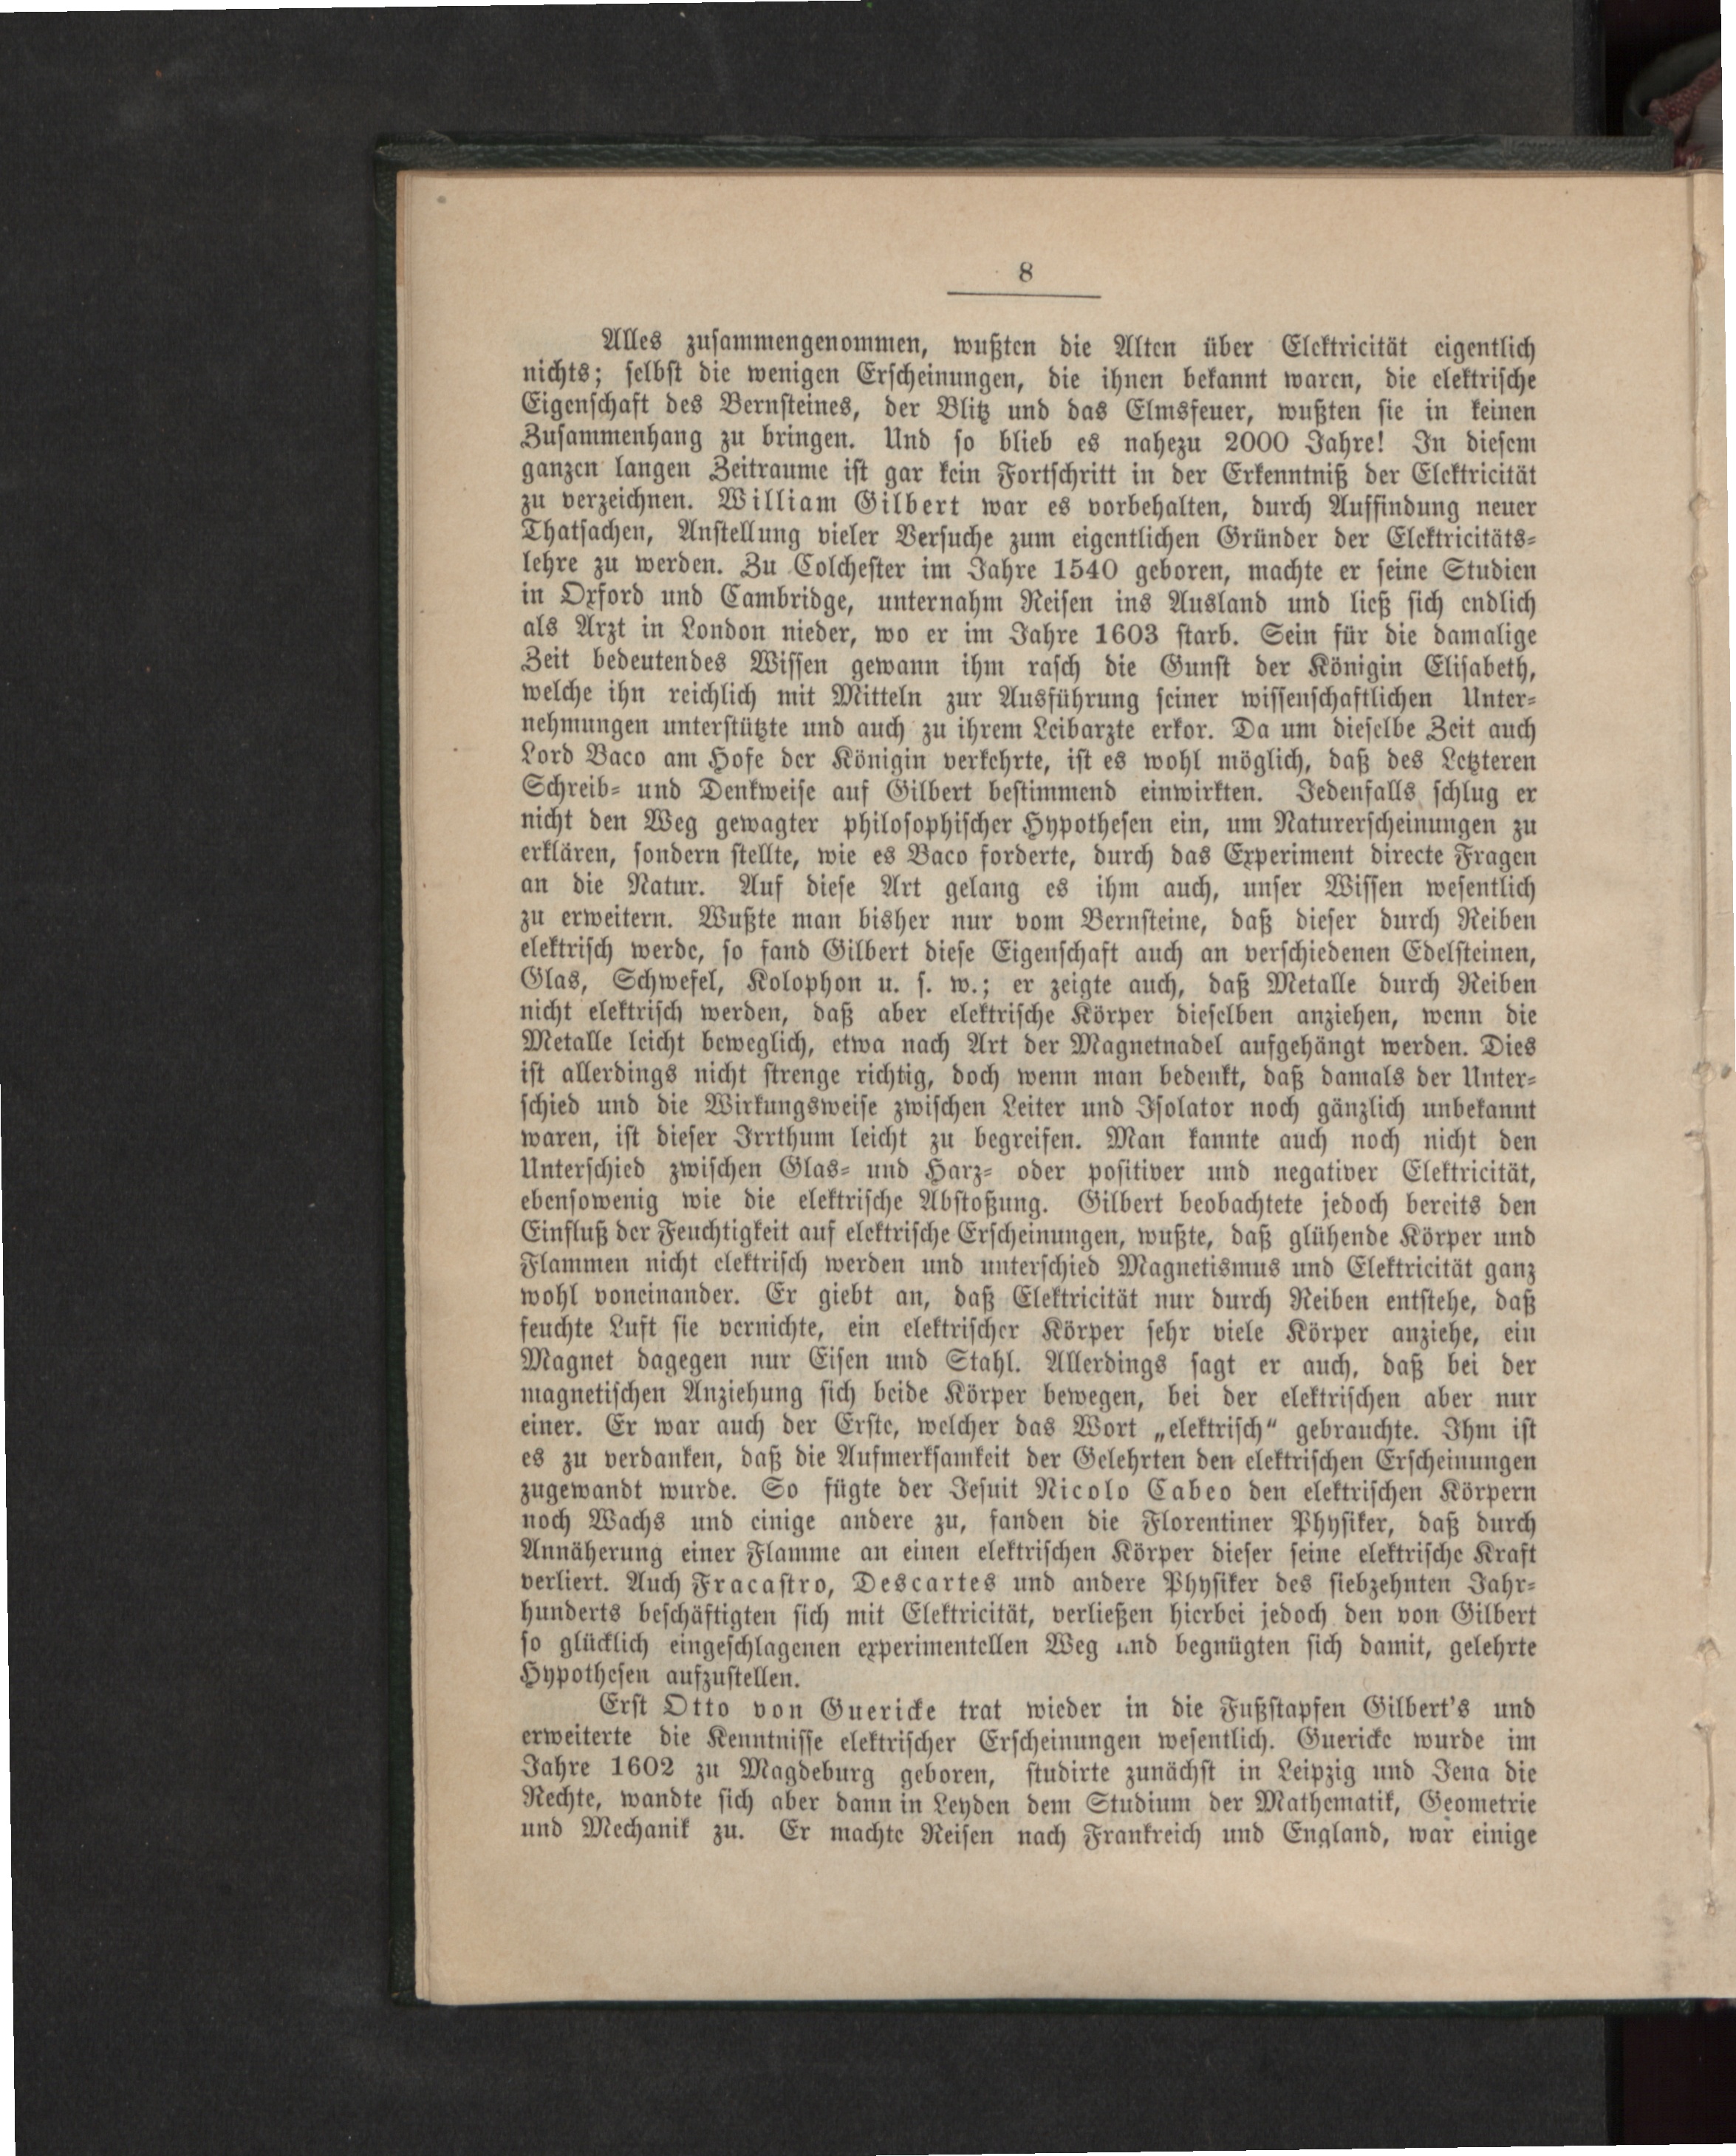 8
Alles zusammengenommen, wußten die Alten über Elektricität eigentlich
nichts; selbst die wenigen Erscheinungen, die ihnen bekannt waren, die elektrische
Eigenschaft des Bernsteines, der Blitz und das Elmsfeuer, wußten sie in keinen
Zusammenhang zu bringen. Und so blieb es nahezu 2000 Jahre! In diesem
ganzen langen Zeitraume ist gar kein Fortschritt in der Erkenntniß der Elektricität
zu verzeichnen. William Gilbert war es vorbehalten, durch Auffindung neuer
Thatsachen, Anstellung vieler Versuche zum eigentlichen Gründer der Elektricitäts-
lehre zu werden. Zu Colchester im Jahre 1540 geboren, machte er seine Studien
in Oxford und Cambridge, unternahm Reisen ins Ausland und ließ sich endlich
als Arzt in London nieder, wo er im Jahre 1603 starb. Sein für die damalige
Zeit bedeutendes Wissen gewann ihm rasch die Gunst der Königin Elisabeth,
welche ihn reichlich mit Mitteln zur Ausführung seiner wissenschaftlichen Unter-
nehmungen unterstützte und auch zu ihrem Leibarzte erkor. Da um dieselbe Zeit auch
Lord Baco am Hofe der Königin verkehrte, ist es wohl möglich, daß des Letzteren
Schreib- und Denkweise auf Gilbert bestimmend einwirkten. Jedenfalls schlug er
nicht den Weg gewagter philosophischer Hypothesen ein, um Naturerscheinungen zu
erklären, sondern stellte, wie es Baco forderte, durch das Experiment directe Fragen
an die Natur. Auf diese Art gelang es ihm auch, unser Wissen wesentlich
zu erweitern. Wußte man bisher nur vom Bernsteine, daß dieser durch Reiben
elektrisch werde, so fand Gilbert diese Eigenschaft auch an verschiedenen Edelsteinen,
Glas, Schwefel, Kolophon u. s. w.; er zeigte auch, daß Metalle durch Reiben
nicht elektrisch werden, daß aber elektrische Körper dieselben anziehen, wenn die
Metalle leicht beweglich, etwa nach Art der Magnetnadel aufgehängt werden. Dies
ist allerdings nicht strenge richtig, doch wenn man bedenkt, daß damals der Unter-
schied und die Wirkungsweise zwischen Leiter und Isolator noch gänzlich unbekannt
waren, ist dieser Irrthum leicht zu begreifen. Man kannte auch noch nicht den
Unterschied zwischen Glas- und Harz- oder positiver und negativer Elektricität,
ebensowenig wie die elektrische Abstoßung. Gilbert beobachtete jedoch bereits den
Einfluß der Feuchtigkeit auf elektrische Erscheinungen, wußte, daß glühende Körper und
Flammen nicht elektrisch werden und unterschied Magnetismus und Elektricität ganz
wohl voneinander. Er giebt an, daß Elektricität nur durch Reiben entstehe, daß
feuchte Luft sie vernichte, ein elektrischer Körper sehr viele Körper anziehe, ein
Magnet dagegen nur Eisen und Stahl. Allerdings sagt er auch, daß bei der
magnetischen Anziehung sich beide Körper bewegen, bei der elektrischen aber nur
einer. Er war auch der Erste, welcher das Wort „elektrisch“ gebrauchte. Ihm ist
es zu verdanken, daß die Aufmerksamkeit der Gelehrten den elektrischen Erscheinungen
zugewandt wurde. So fügte der Jesuit Nicolo Cabeo den elektrischen Körpern
noch Wachs und einige andere zu, fanden die Florentiner Physiker, daß durch
Annäherung einer Flamme an einen elektrischen Körper dieser seine elektrische Kraft
verliert. Auch Fracastro, Descartes und andere Physiker des siebzehnten Jahr-
hunderts beschäftigten sich mit Elektricität, verließen hierbei jedoch den von Gilbert
so glücklich eingeschlagenen experimentellen Weg und begnügten sich damit, gelehrte
Hypothesen aufzustellen.
Erst Otto von Guericke trat wieder in die Fußstapfen Gilbert's und
erweiterte die Kenntnisse elektrischer Erscheinungen wesentlich. Guericke wurde im
Jahre 1602 zu Magdeburg geboren, studirte zunächst in Leipzig und Jena die
Rechte, wandte sich aber dann in Leyden dem Studium der Mathematik, Geometrie
und Mechanik zu. Er machte Reisen nach Frankreich und England, war einige